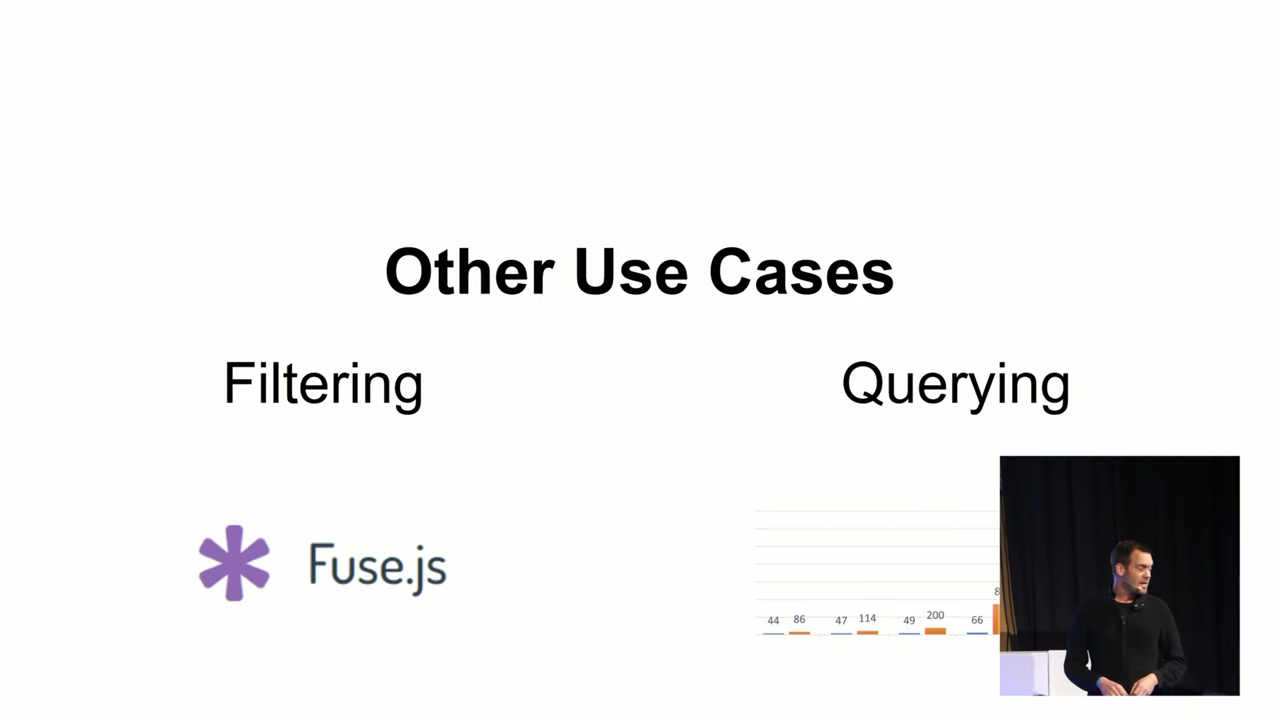 Other Use Cases
Filtering
Querying
Fuse.js
44 86 47 114 49 200 66